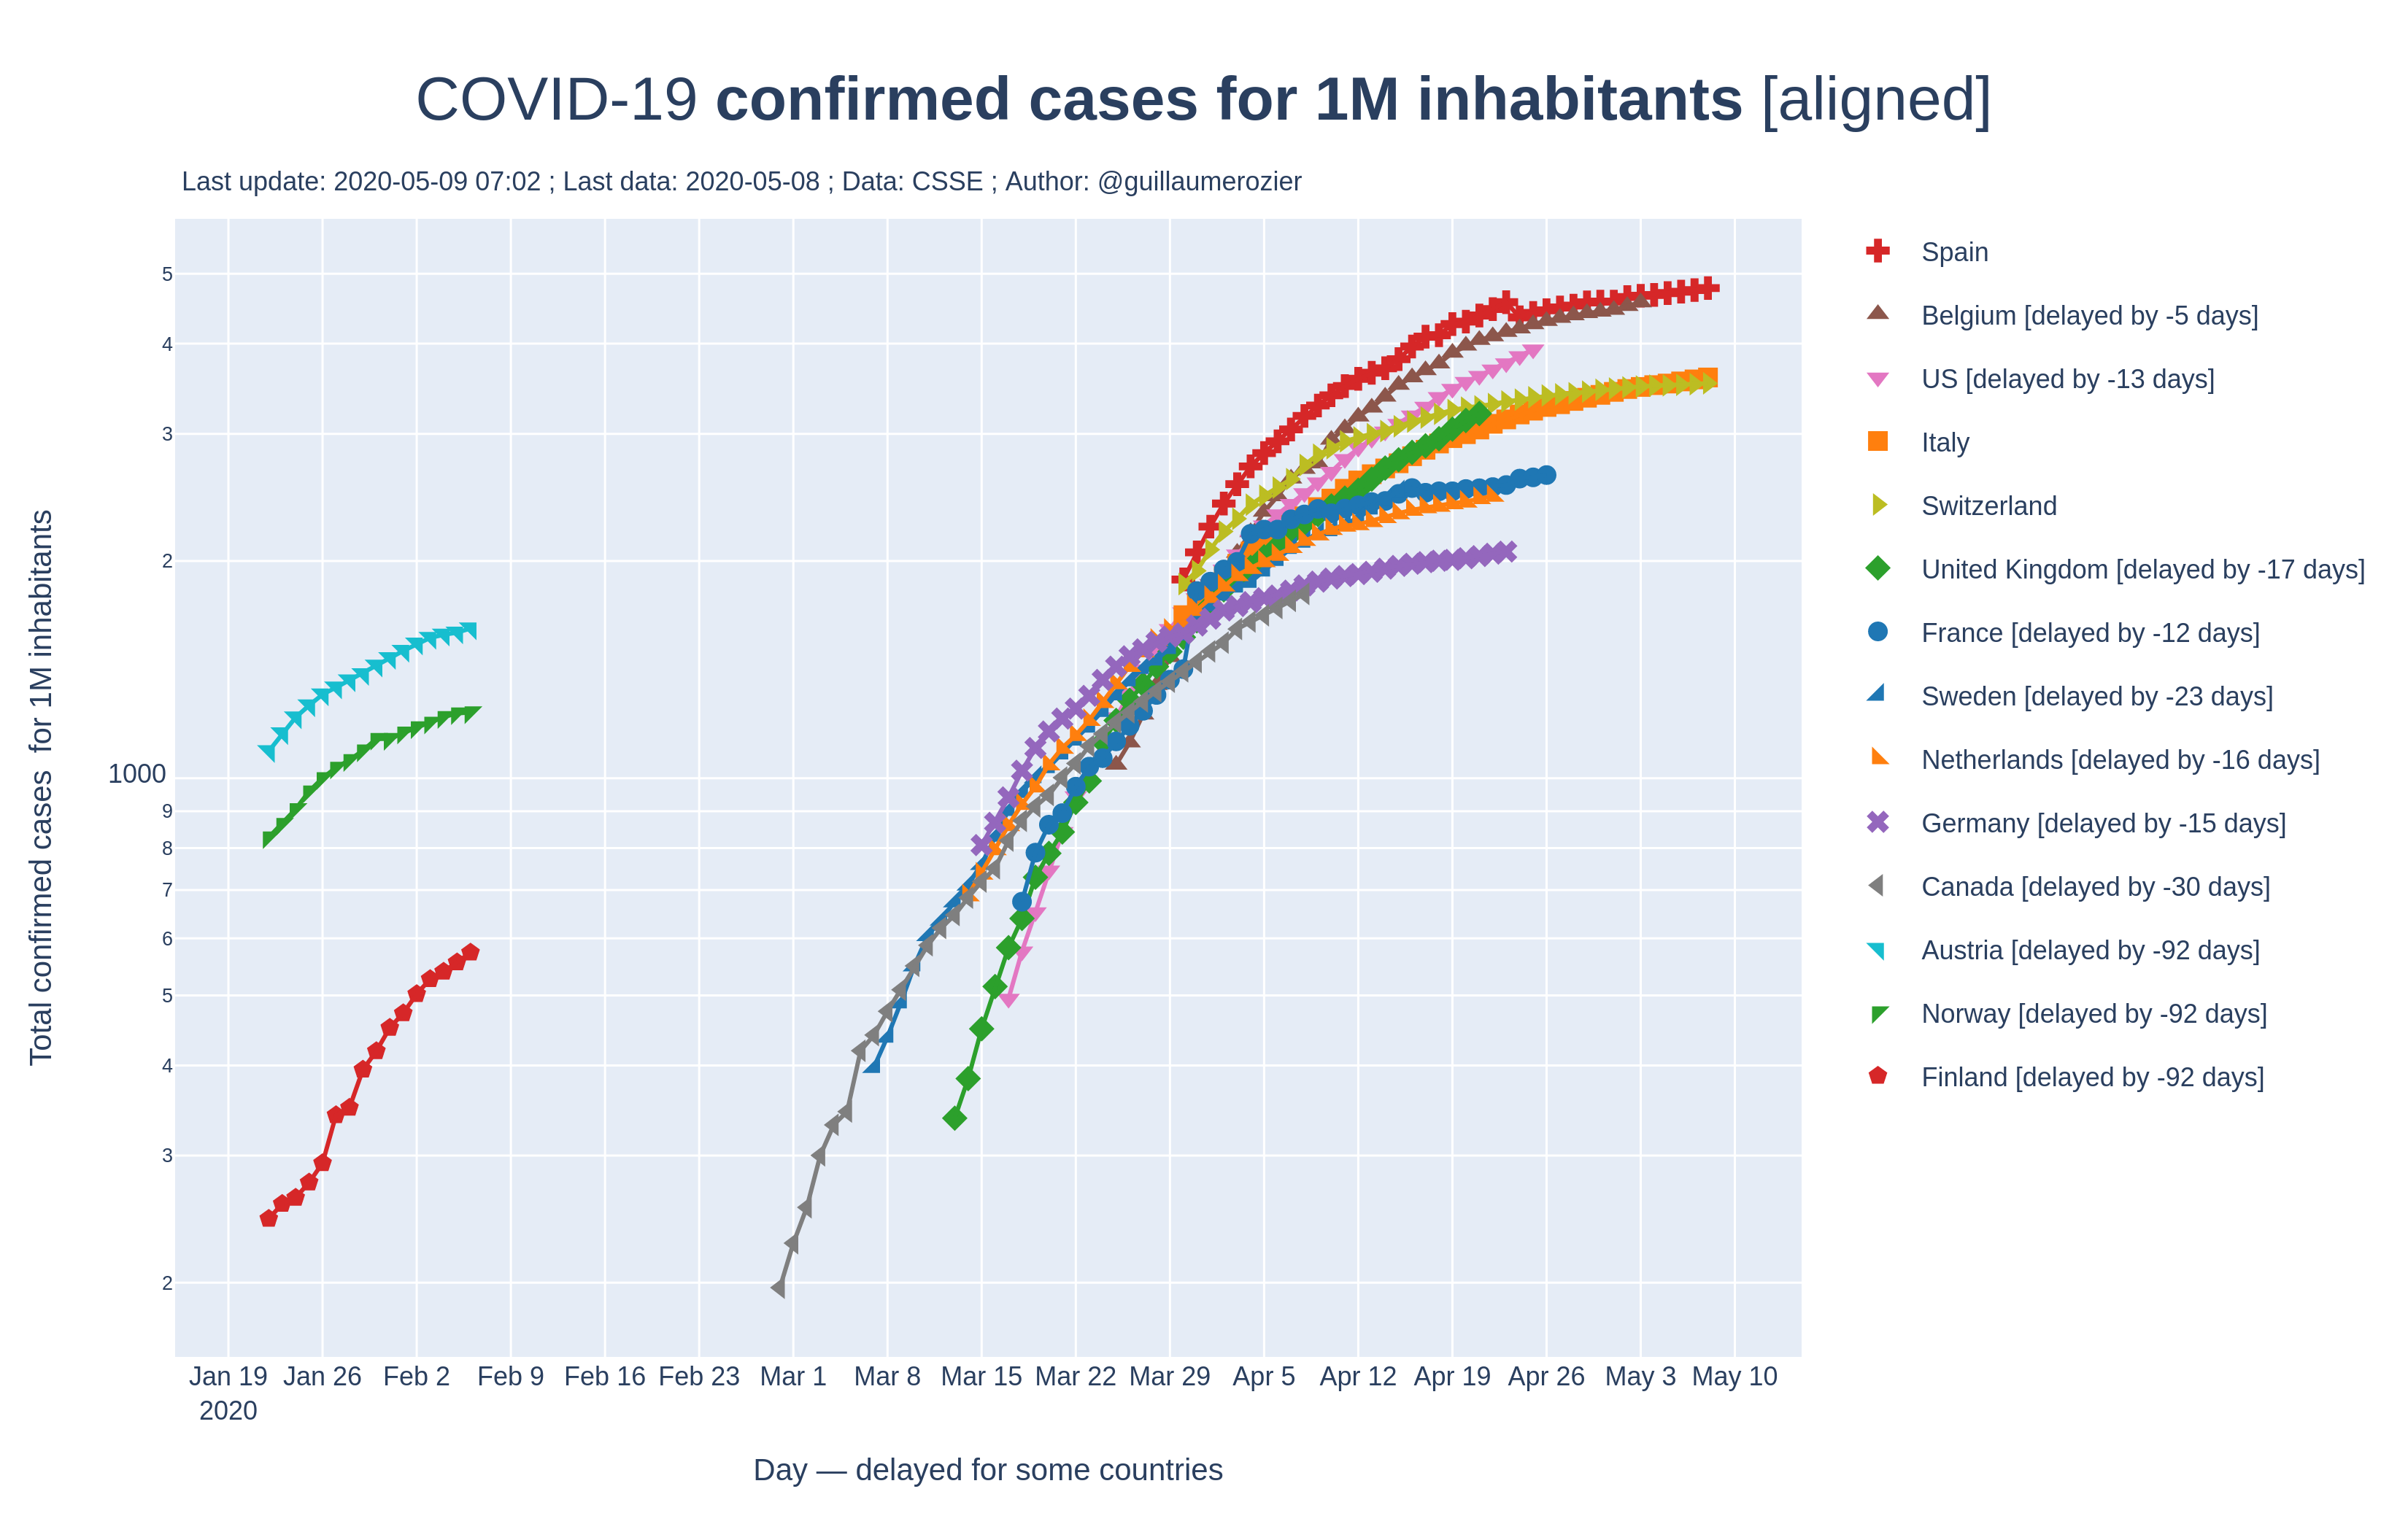 COVID-19 confirmed cases for 1M inhabitants [aligned]
Last update: 2020-05-09 07:02 ; Last data: 2020-05-08 ; Data: CSSE ; Author: @guillaumerozier
Total confirmed cases  for 1M inhabitants
5
4
3
2
1000
9
8
7
6
5
4
3
2
Jan 19 Jan 26 Feb 2 Feb 9 Feb 16 Feb 23 Mar 1 Mar 8 Mar 15 Mar 22 Mar 29 Apr 5 Apr 12 Apr 19 Apr 26 May 3 May 10
2020
Day — delayed for some countries
Spain
Belgium [delayed by -5 days]
US [delayed by -13 days]
Italy
Switzerland
United Kingdom [delayed by -17 days]
France [delayed by -12 days]
Sweden [delayed by -23 days]
Netherlands [delayed by -16 days]
Germany [delayed by -15 days]
Canada [delayed by -30 days]
Austria [delayed by -92 days]
Norway [delayed by -92 days]
Finland [delayed by -92 days]